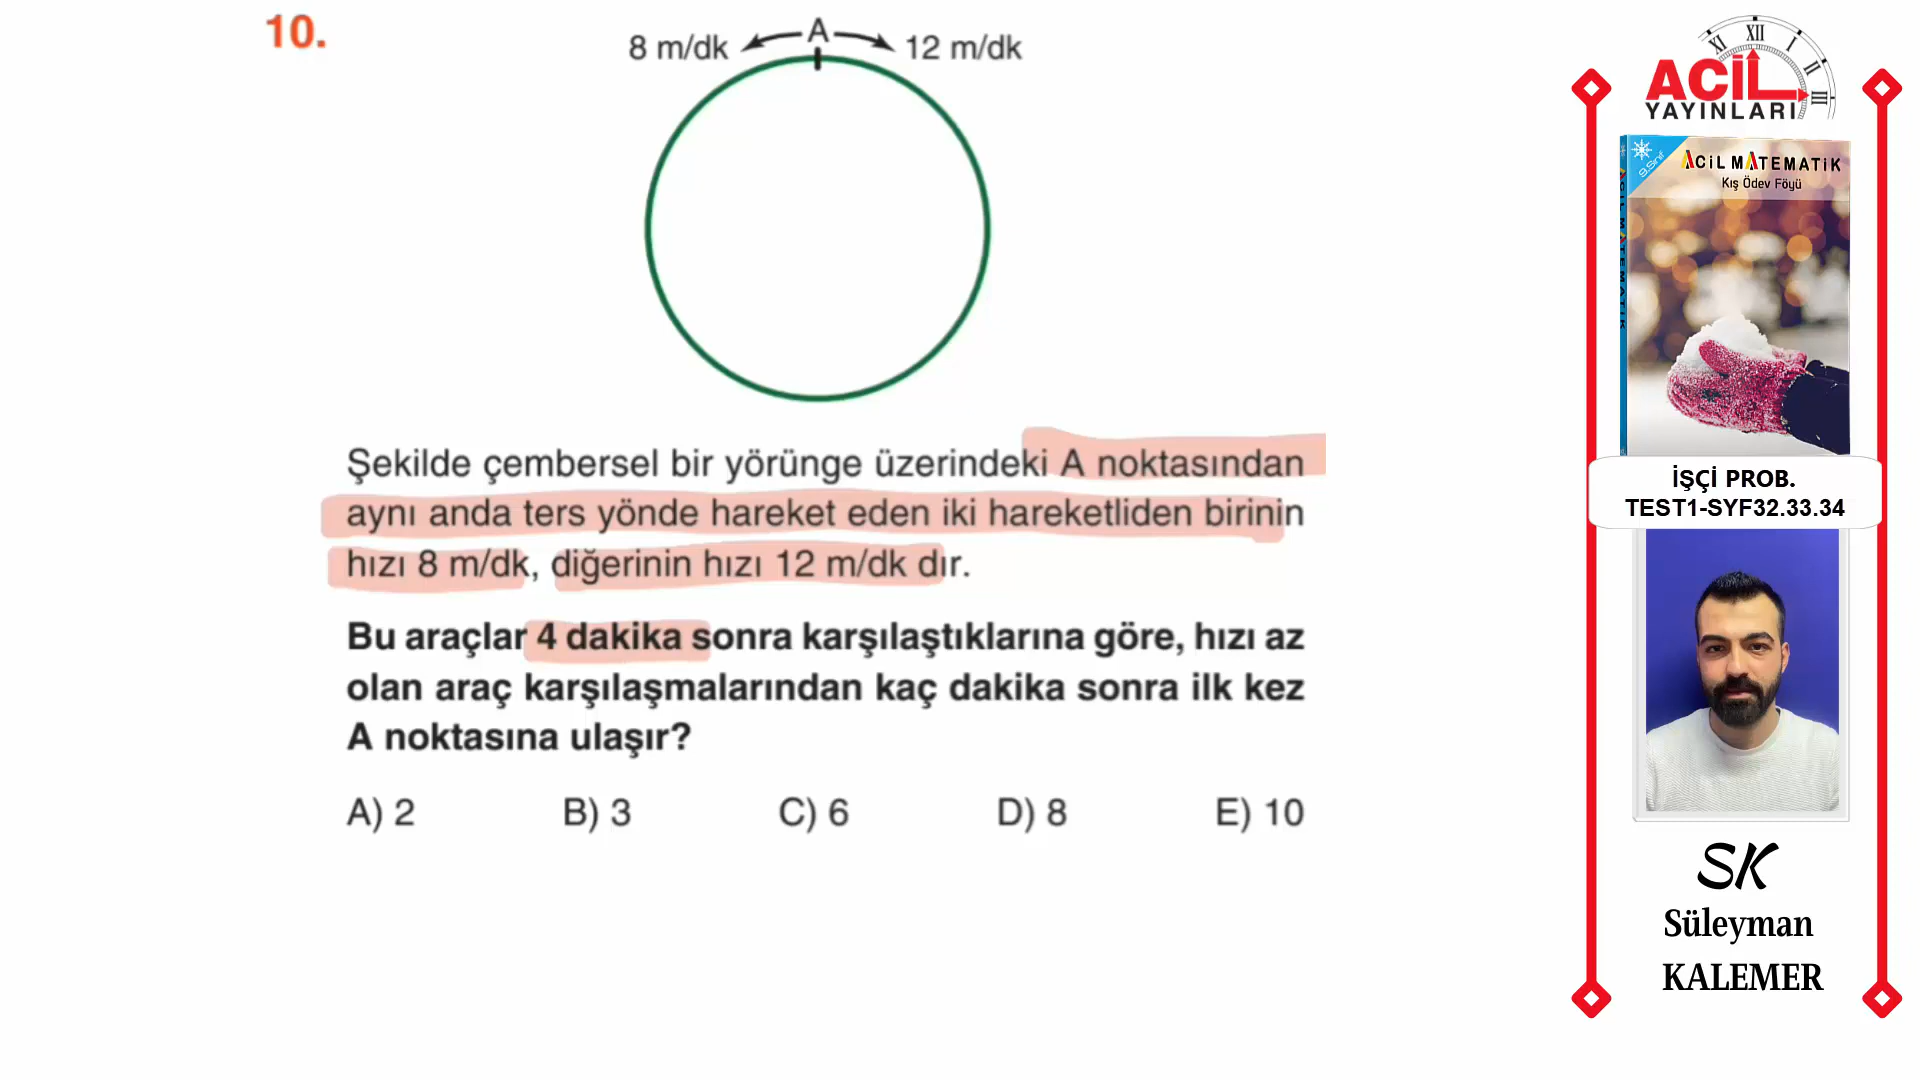 10.
8 m/dk
A
12 m/dk
Şekilde çembersel bir yörünge üzerindeki A noktasından
aynı anda ters yönde hareket eden iki hareketliden birinin
hızı 8 m/dk, diğerinin hızı 12 m/dk dır.
Bu araçlar 4 dakika sonra karşılaştıklarına göre, hızı az
olan araç karşılaşmalarından kaç dakika sonra ilk kez
A noktasına ulaşır?
A) 2
B) 3
C) 6
D) 8
E) 10
XI XII I II III
ACİL
YAYINLARI
9.Sınıf
ACİL MATEMATİK
Kış Ödev Föyü
İŞÇİ PROB.
TEST1-SYF32.33.34
SK
Süleyman
KALEMER